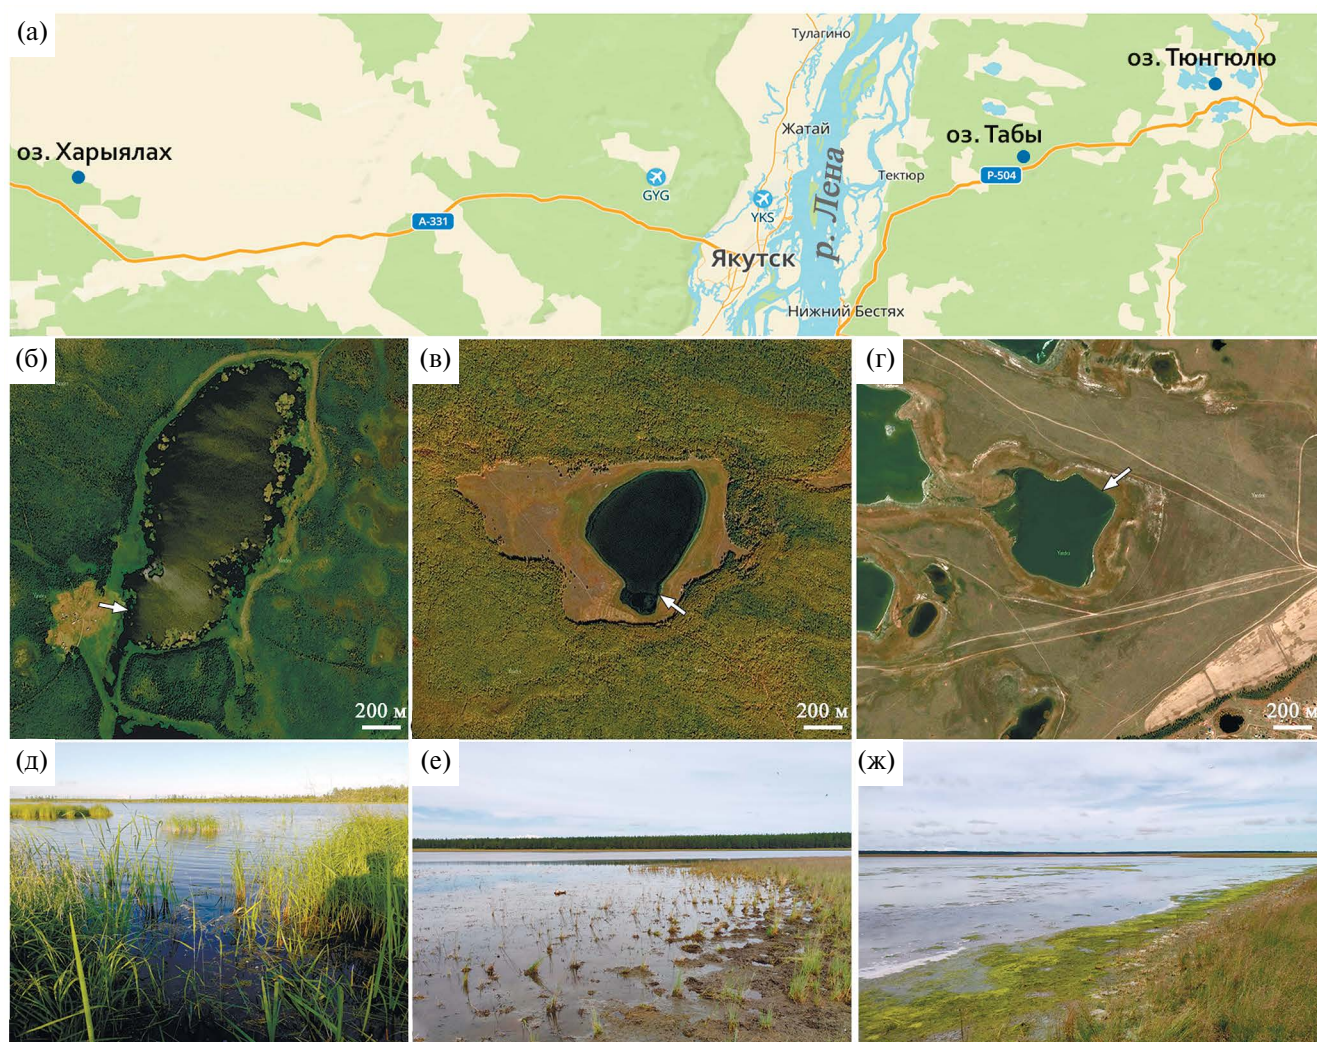 (а)
Тулагино
оз. Тюнгюлю
Жатай
оз. Табы
оз. Харыялах
р. Лена
Тектюр
Р-504
GYG
YKS
А-331
Якутск
Нижний Бестях
(б)
(в)
(г)
200 м
200 м
200 м
(д)
(е)
(ж)